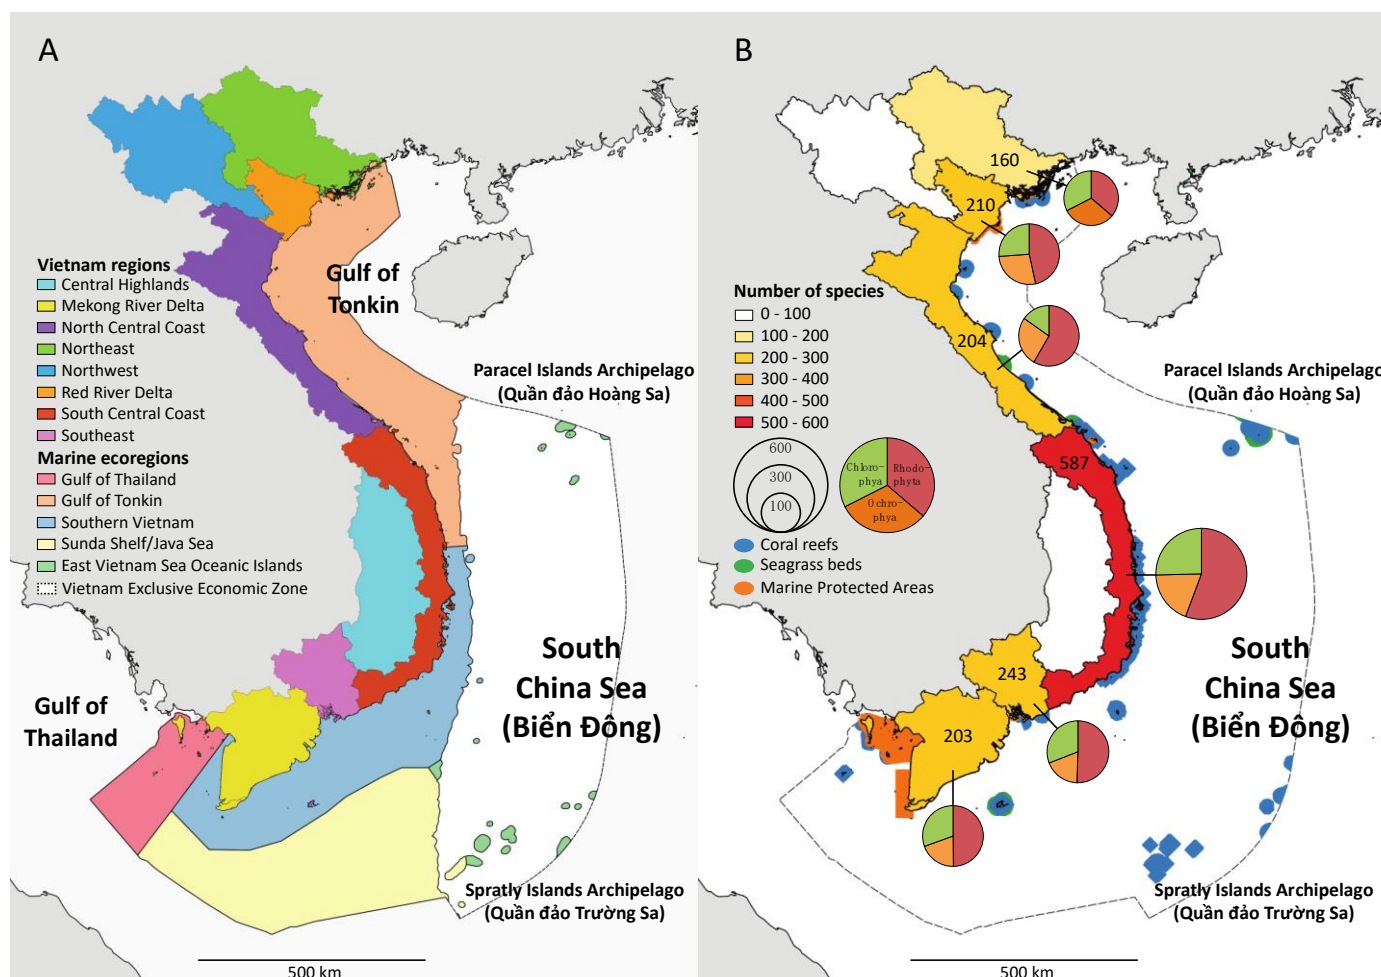 A
Gulf of
Tonkin
Vietnam regions
Central Highlands
Mekong River Delta
North Central Coast
Northeast
Northwest
Red River Delta
South Central Coast
Southeast
Marine ecoregions
Gulf of Thailand
Gulf of Tonkin
Southern Vietnam
Sunda Shelf/Java Sea
East Vietnam Sea Oceanic Islands
Vietnam Exclusive Economic Zone
Paracel Islands Archipelago
(Quần đảo Hoàng Sa)
South
China Sea
(Biển Đông)
Gulf of
Thailand
Spratly Islands Archipelago
(Quần đảo Trường Sa)
500 km
B
160
210
204
587
243
203
Number of species
0 - 100
100 - 200
200 - 300
300 - 400
400 - 500
500 - 600
600
300
100
Chloro-
phya
Rhodo-
phyta
Ochro-
phya
Coral reefs
Seagrass beds
Marine Protected Areas
Paracel Islands Archipelago
(Quần đảo Hoàng Sa)
South
China Sea
(Biển Đông)
Spratly Islands Archipelago
(Quần đảo Trường Sa)
500 km